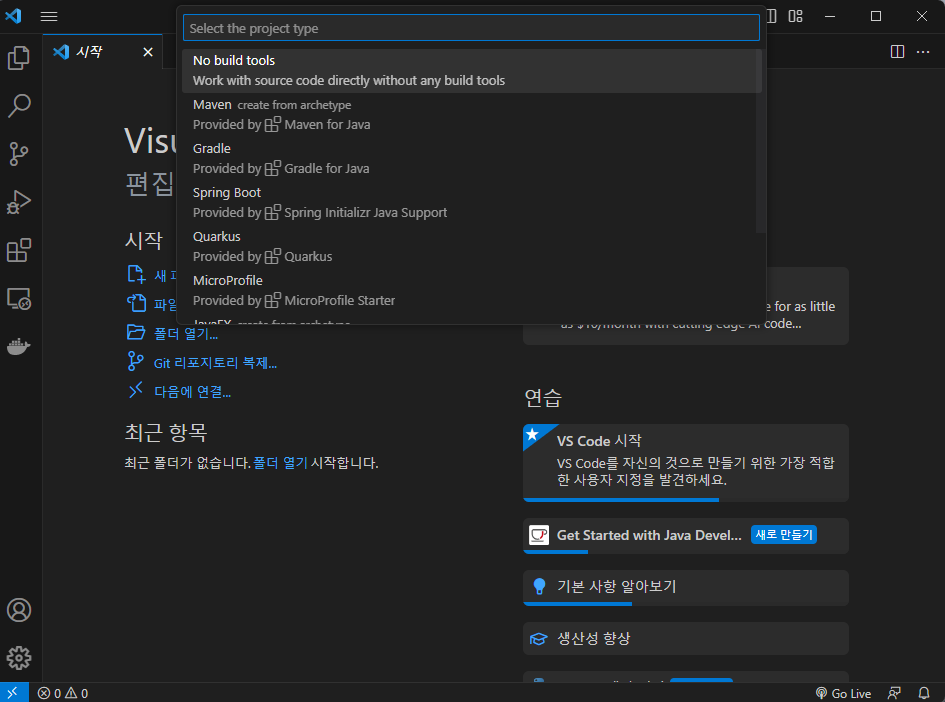 Select the project type
No build tools
Work with source code directly without any build tools
Maven create from archetype
Provided by Maven for Java
Gradle
Provided by Gradle for Java
Spring Boot
Provided by Spring Initializr Java Support
Quarkus
Provided by Quarkus
MicroProfile
Provided by MicroProfile Starter
JavaFX create from archetype
시작
Visu
편집
시작
새 파
파일
폴더 열기...
Git 리포지토리 복제...
다음에 연결...
최근 항목
최근 폴더가 없습니다. 폴더 열기 시작합니다.
e for as little
as $10/month with cutting edge AI code...
연습
VS Code 시작
VS Code를 자신의 것으로 만들기 위한 가장 적합
한 사용자 지정을 발견하세요.
Get Started with Java Devel... 새로 만들기
기본 사항 알아보기
생산성 향상
0 0
Go Live